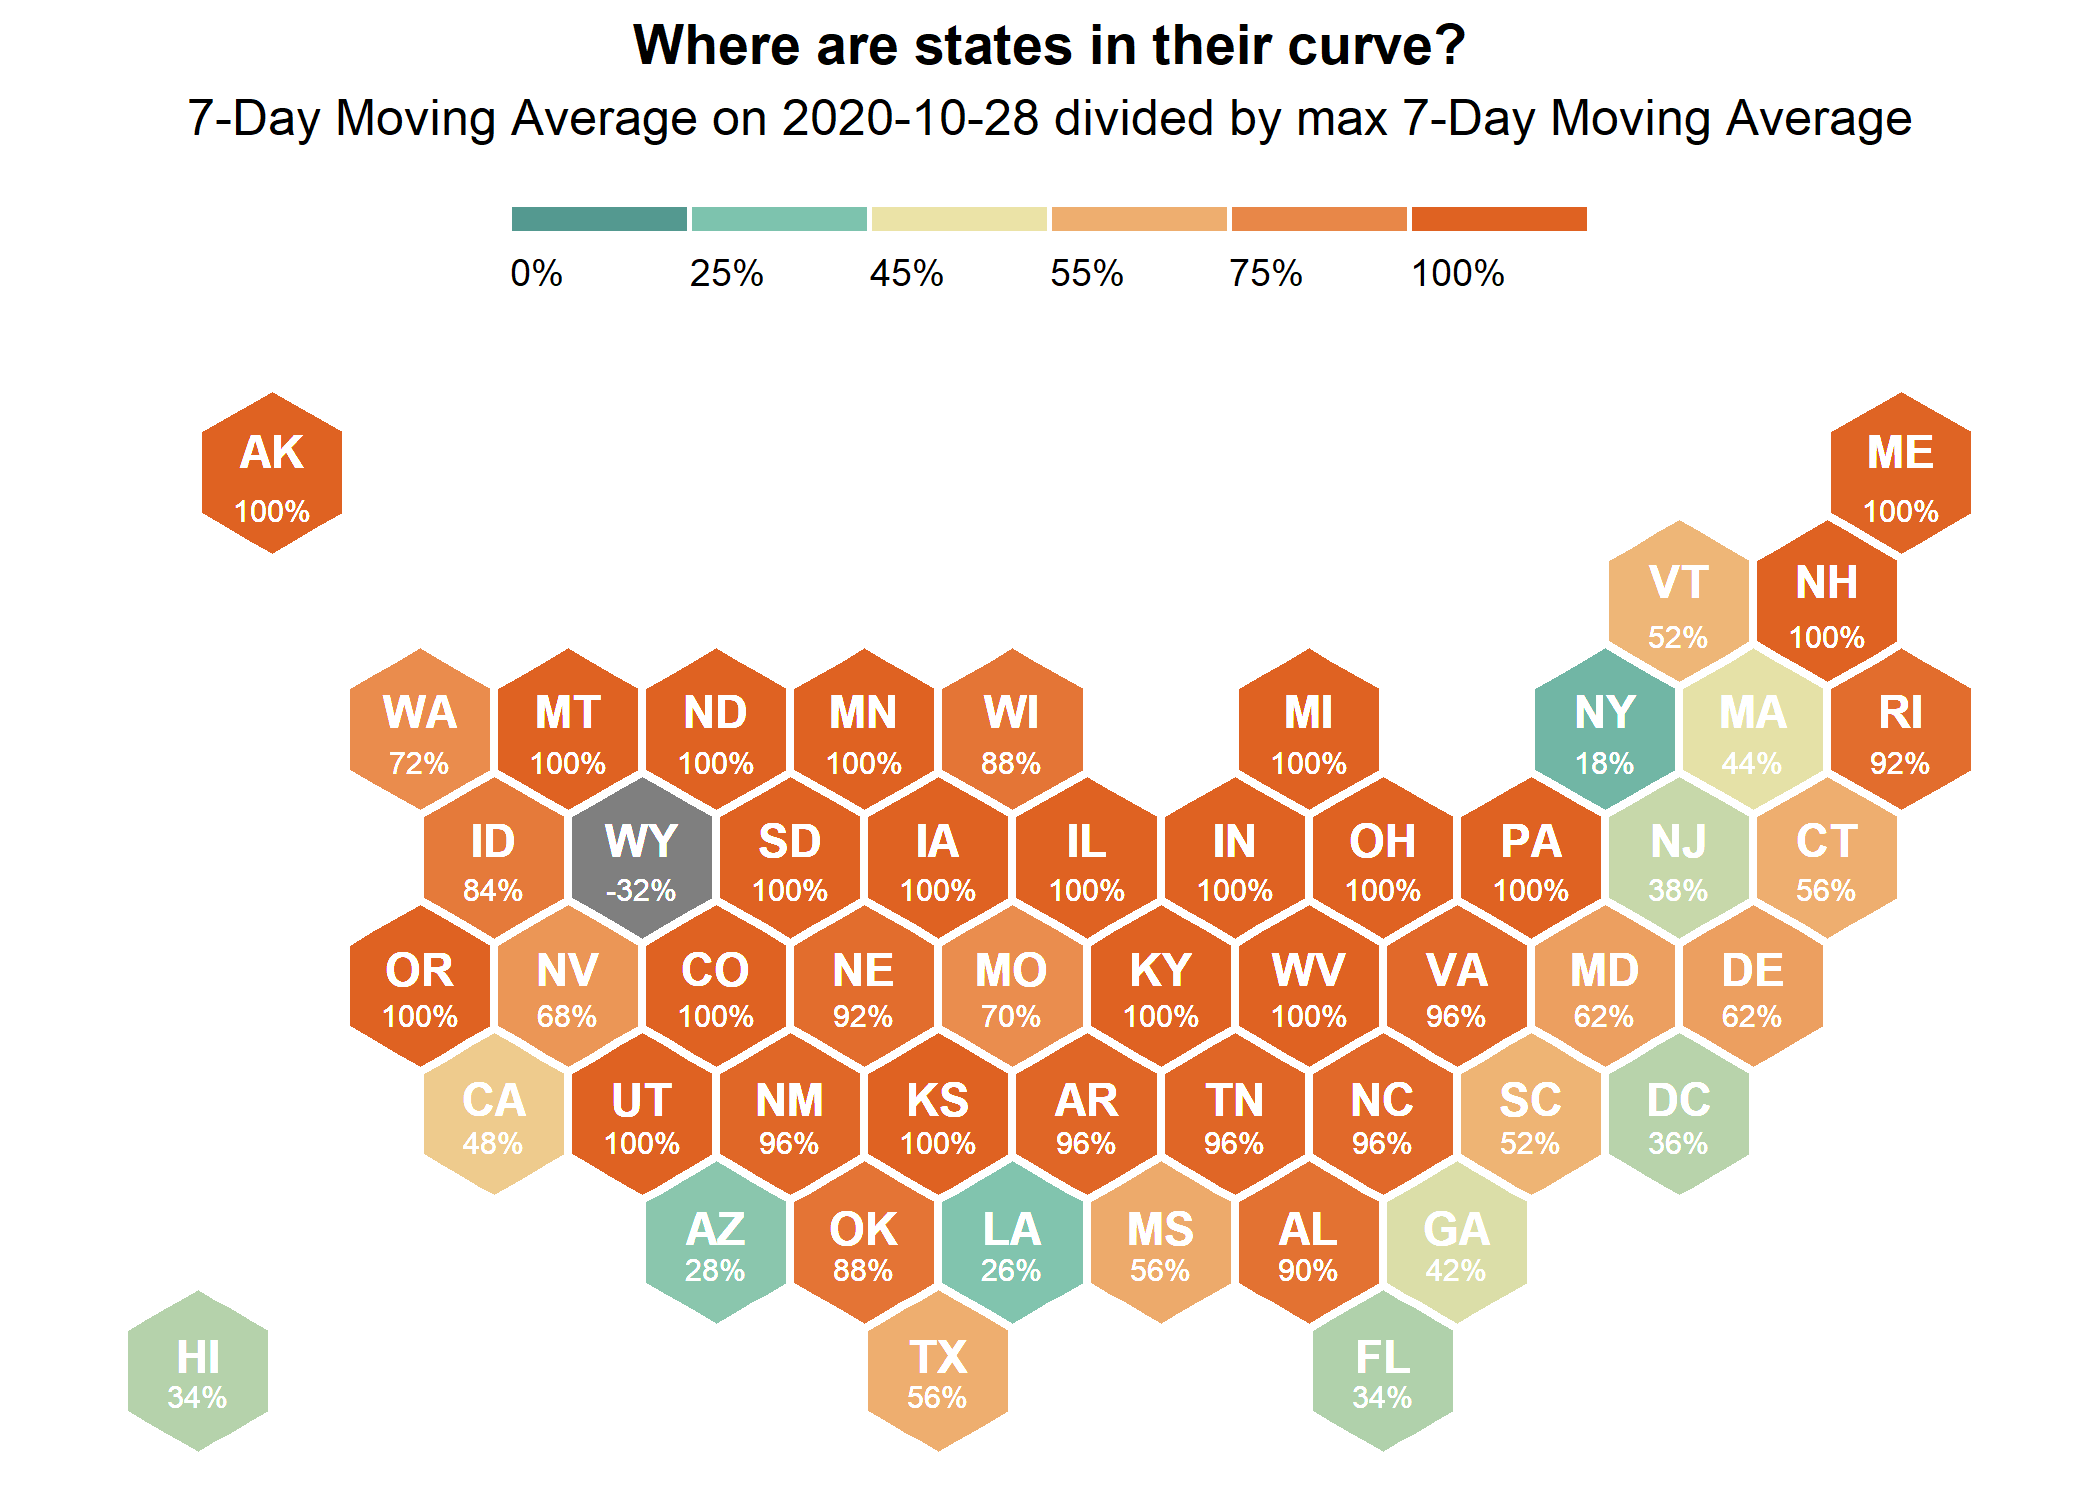 Where are states in their curve?
7-Day Moving Average on 2020-10-28 divided by max 7-Day Moving Average
0% 25% 45% 55% 75% 100%
AK ME
100% 100%
VT NH
52% 100%
WA MT ND MN WI MI NY MA RI
72% 100% 100% 100% 88% 100% 18% 44% 92%
ID WY SD IA IL IN OH PA NJ CT
84% -32% 100% 100% 100% 100% 100% 100% 38% 56%
OR NV CO NE MO KY WV VA MD DE
100% 68% 100% 92% 70% 100% 100% 96% 62% 62%
CA UT NM KS AR TN NC SC DC
48% 100% 96% 100% 96% 96% 96% 52% 36%
AZ OK LA MS AL GA
28% 88% 26% 56% 90% 42%
HI TX FL
34% 56% 34%